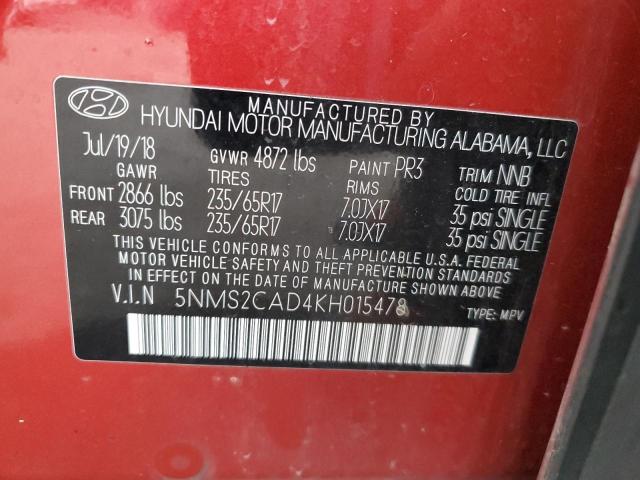 MANUFACTURED BY
HYUNDAI MOTOR MANUFACTURING ALABAMA, LLC
Jul/19/18 GVWR 4872 lbs PAINT PR3 TRIM NNB
GAWR TIRES RIMS COLD TIRE INFL
FRONT 2866 lbs 235/65R17 7.0JX17 35 psi SINGLE
REAR 3075 lbs 235/65R17 7.0JX17 35 psi SINGLE
THIS VEHICLE CONFORMS TO ALL APPLICABLE U.S.A. FEDERAL
MOTOR VEHICLE SAFETY AND THEFT PREVENTION STANDARDS
IN EFFECT ON THE DATE OF MANUFACTURE SHOWN ABOVE.
V.I.N 5NMS2CAD4KH015478 TYPE: MPV